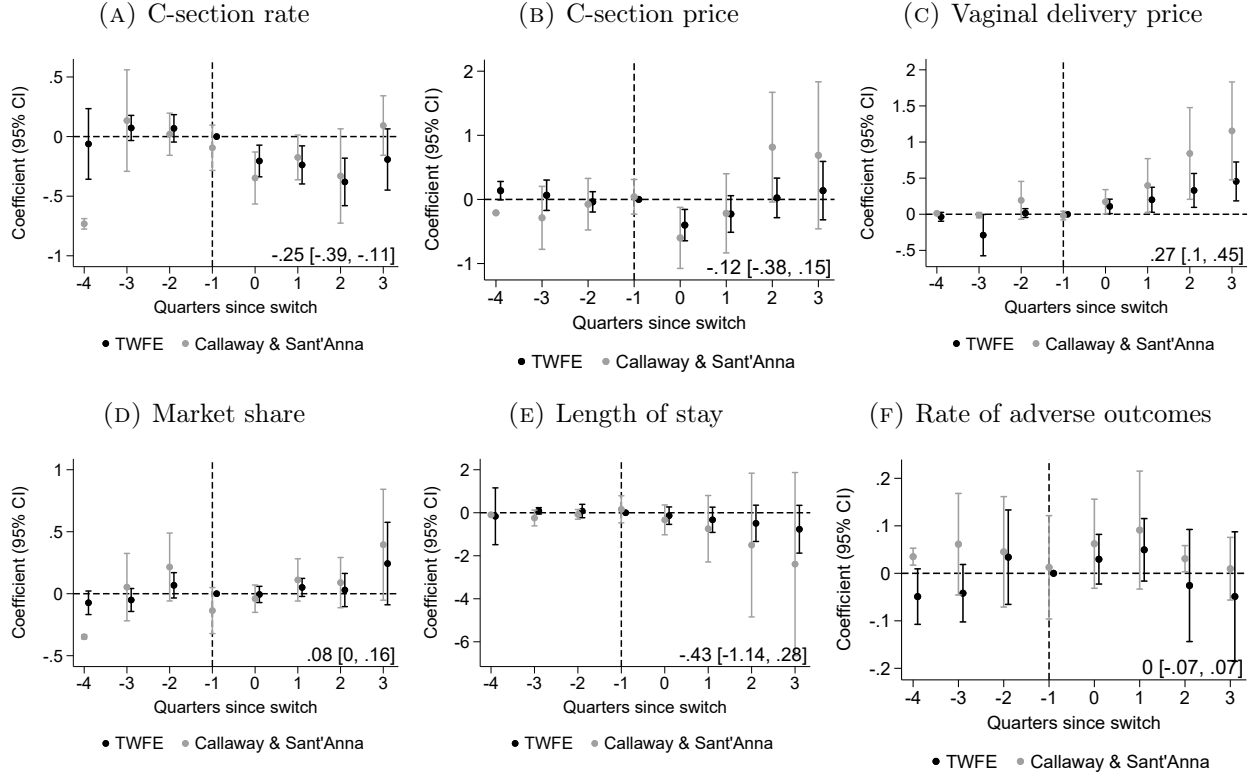 (A) C-section rate
Coefficient (95% CI)
.5
0
-.5
-1
-.25 [-.39, -.11]
-4 -3 -2 -1 0 1 2 3
Quarters since switch
TWFE Callaway & Sant'Anna
(B) C-section price
Coefficient (95% CI)
2
1
0
-1
-.12 [-.38, .15]
-4 -3 -2 -1 0 1 2 3
Quarters since switch
TWFE Callaway & Sant'Anna
(C) Vaginal delivery price
Coefficient (95% CI)
2
1.5
1
.5
0
-.5
.27 [.1, .45]
-4 -3 -2 -1 0 1 2 3
Quarters since switch
TWFE Callaway & Sant'Anna
(D) Market share
Coefficient (95% CI)
1
.5
0
-.5
.08 [0, .16]
-4 -3 -2 -1 0 1 2 3
Quarters since switch
TWFE Callaway & Sant'Anna
(E) Length of stay
Coefficient (95% CI)
2
0
-2
-4
-6
-.43 [-1.14, .28]
-4 -3 -2 -1 0 1 2 3
Quarters since switch
TWFE Callaway & Sant'Anna
(F) Rate of adverse outcomes
Coefficient (95% CI)
.2
.1
0
-.1
-.2
0 [-.07, .07]
-4 -3 -2 -1 0 1 2 3
Quarters since switch
TWFE Callaway & Sant'Anna